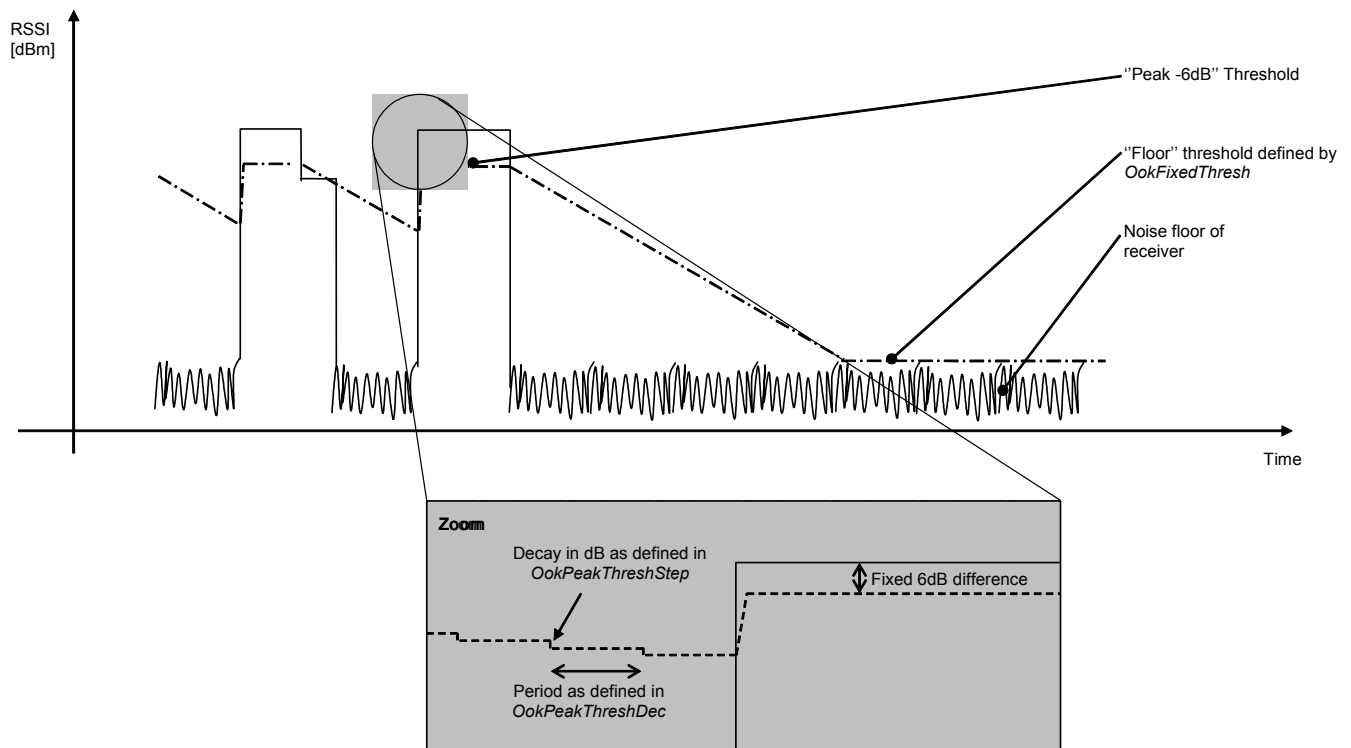 RSSI
[dBm]
‘’Peak -6dB’’ Threshold
‘’Floor’’ threshold defined by
OokFixedThresh
Noise floor of
receiver
Time
Zoom
Decay in dB as defined in
OokPeakThreshStep
Fixed 6dB difference
Period as defined in
OokPeakThreshDec